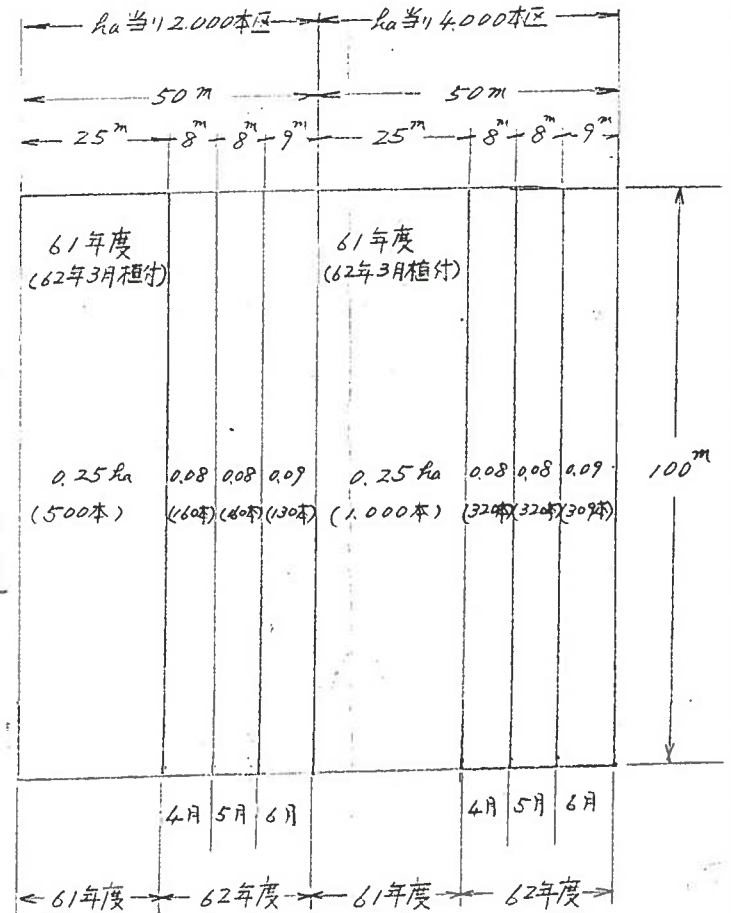 ha当り2.000本区 ha当り4.000本区
50m 50m
25m 8m 8m 9m 25m 8m 8m 9m
61年度 61年度
(62年3月植付) (62年3月植付)
0.25ha 0.08 0.08 0.09 0.25ha 0.08 0.08 0.09 100m
(500本) (160本) (160本) (130本) (1.000本) (320本) (320本) (309本)
4月 5月 6月 4月 5月 6月
61年度 62年度 61年度 62年度